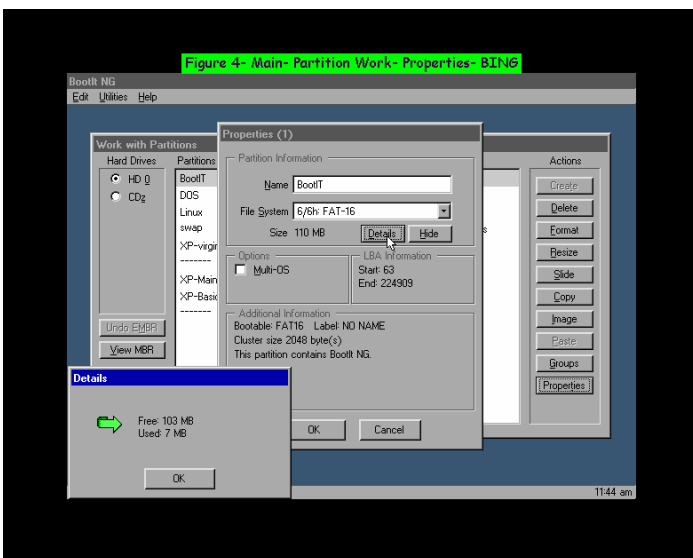 Figure 4- Main- Partition Work- Properties- BING
BootIt NG
Edit Utilities Help
Work with Partitions
Hard Drives
HD 0
CD2
Undo EMBR
View MBR
Partitions
BootIT
DOS
Linux
swap
XP-virgi
-------
XP-Main
XP-Basic
-------
Properties (1)
Partition Information
Name BootIT
File System 6/6h: FAT-16
Size 110 MB Details Hide
Options
Multi-OS
LBA Information
Start: 63
End: 224909
Additional Information
Bootable: FAT16 Label: NO NAME
Cluster size 2048 byte(s)
This partition contains BootIt NG.
OK Cancel
s
Actions
Create
Delete
Format
Resize
Slide
Copy
Image
Paste
Groups
Properties
Details
Free: 103 MB
Used: 7 MB
OK
11:44 am